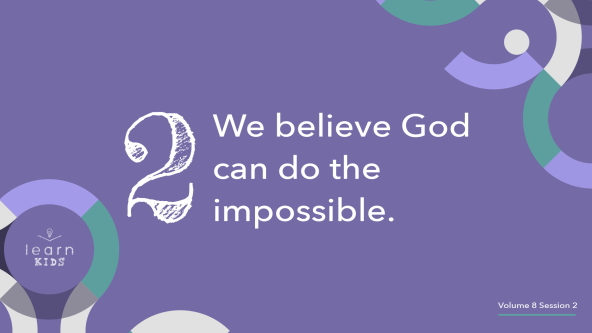 2
We believe God
can do the
impossible.
learn
KIDS
Volume 8 Session 2